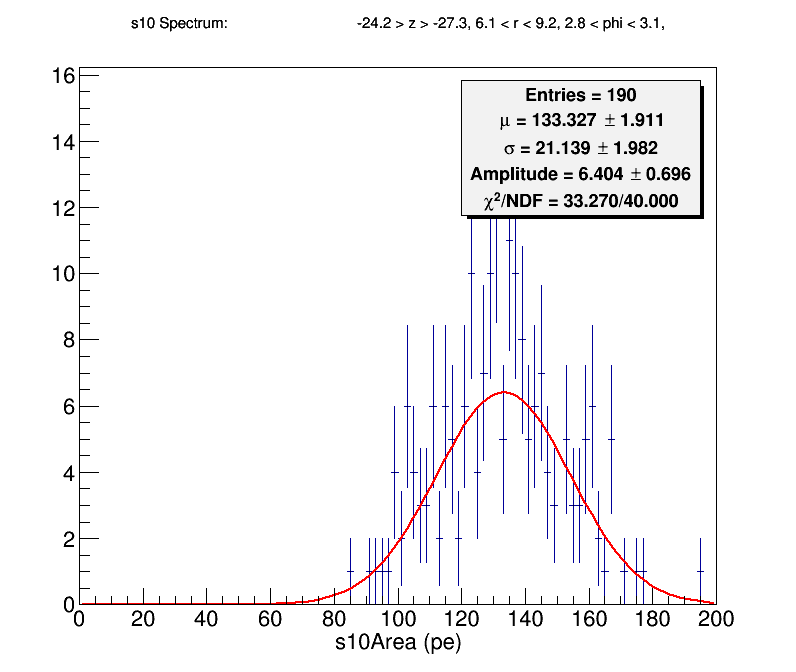 s10 Spectrum: -24.2 > z > -27.3, 6.1 < r < 9.2, 2.8 < phi < 3.1,
Entries = 190
μ = 133.327 ± 1.911
σ = 21.139 ± 1.982
Amplitude = 6.404 ± 0.696
χ²/NDF = 33.270/40.000
16
14
12
10
8
6
4
2
0
0 20 40 60 80 100 120 140 160 180 200
s10Area (pe)